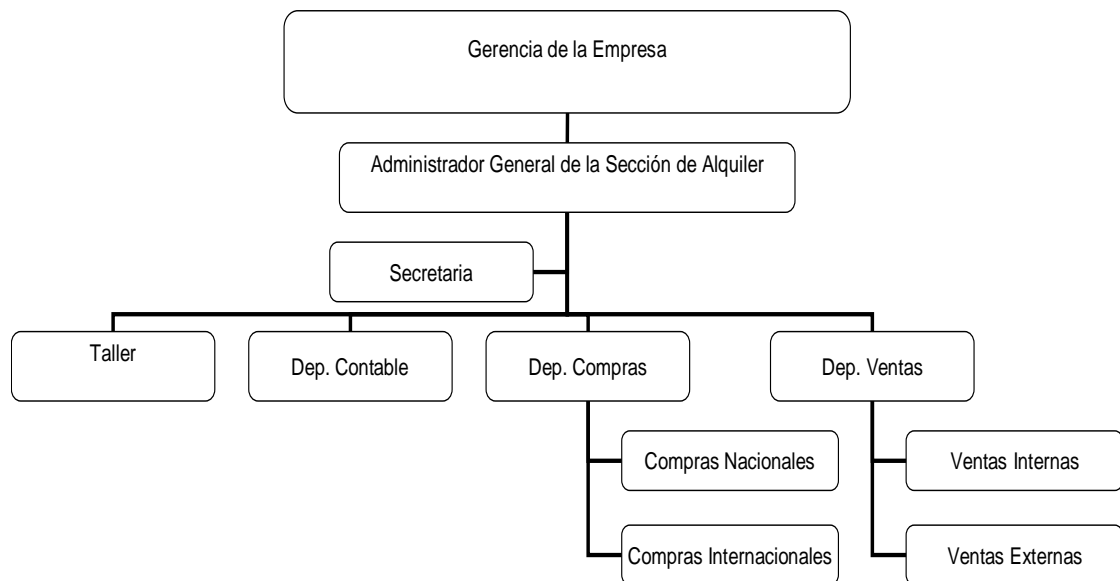 Gerencia de la Empresa
Administrador General de la Sección de Alquiler
Secretaria
Taller
Dep. Contable
Dep. Compras
Dep. Ventas
Compras Nacionales
Ventas Internas
Compras Internacionales
Ventas Externas